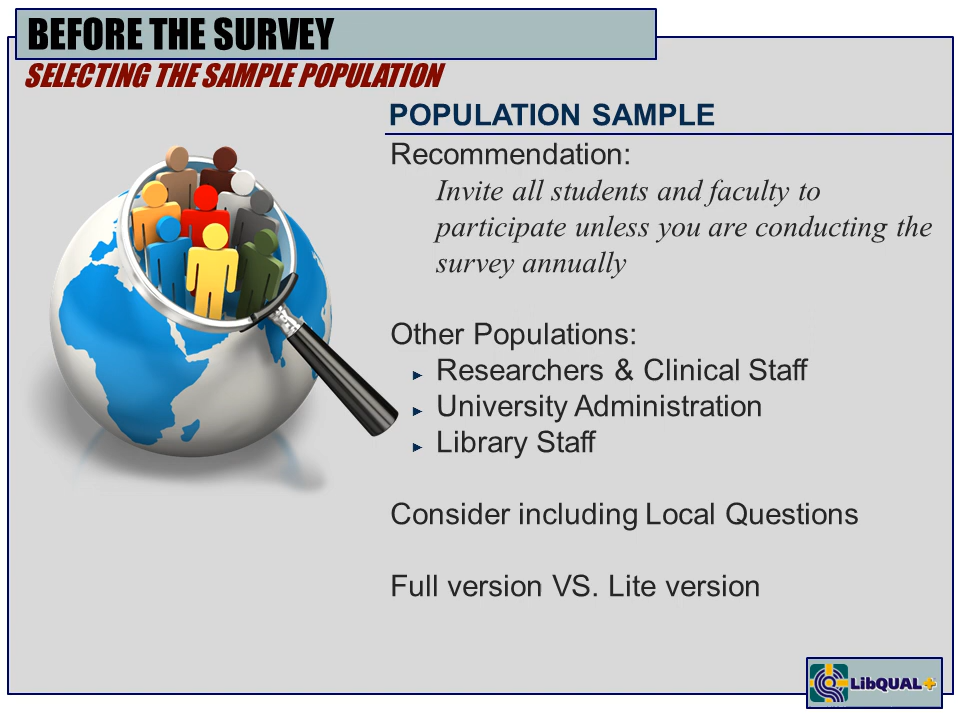 BEFORE THE SURVEY
SELECTING THE SAMPLE POPULATION
POPULATION SAMPLE
Recommendation:
Invite all students and faculty to
participate unless you are conducting the
survey annually
Other Populations:
► Researchers & Clinical Staff
► University Administration
► Library Staff
Consider including Local Questions
Full version VS. Lite version
LibQUAL+